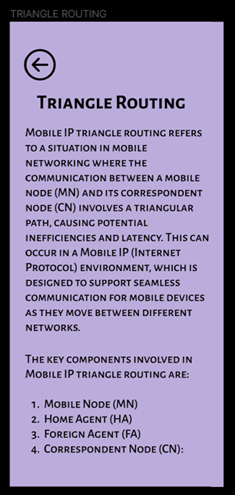 TRIANGLE ROUTING
Triangle Routing
Mobile IP triangle routing refers
to a situation in mobile
networking where the
communication between a mobile
node (MN) and its correspondent
node (CN) involves a triangular
path, causing potential
inefficiencies and latency. This can
occur in a Mobile IP (Internet
Protocol) environment, which is
designed to support seamless
communication for mobile devices
as they move between different
networks.
The key components involved in
Mobile IP triangle routing are:
1. Mobile Node (MN)
2. Home Agent (HA)
3. Foreign Agent (FA)
4. Correspondent Node (CN):